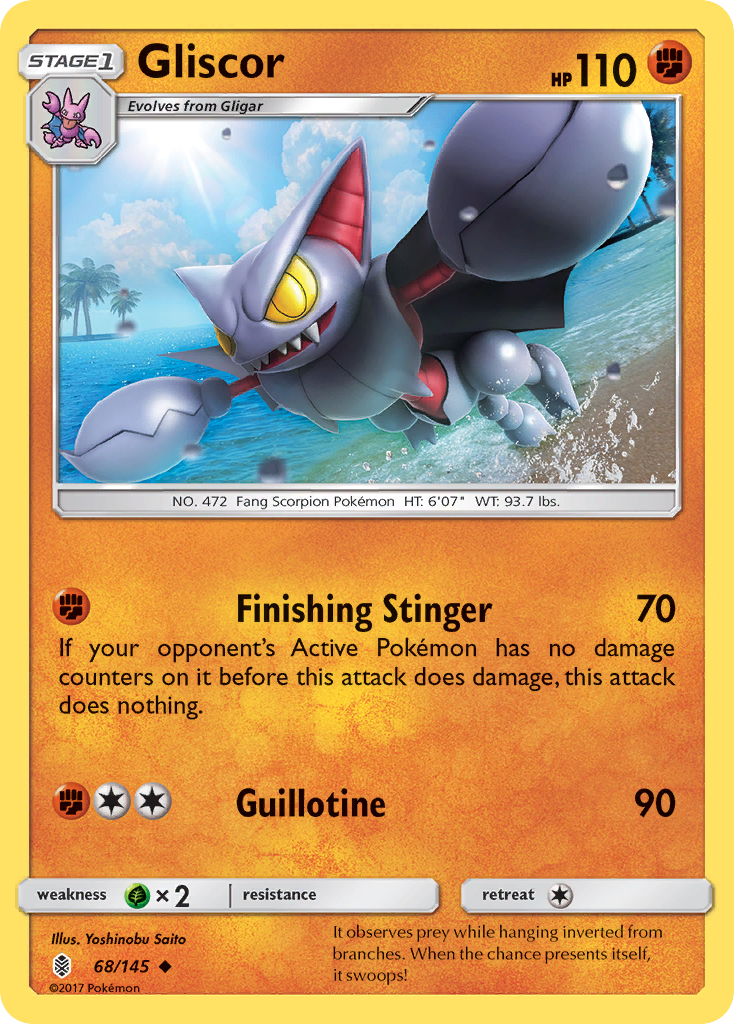 STAGE1
Gliscor
HP 110
Evolves from Gligar
NO. 472 Fang Scorpion Pokémon HT: 6'07" WT: 93.7 lbs.
Finishing Stinger 70
If your opponent's Active Pokémon has no damage
counters on it before this attack does damage, this attack
does nothing.
Guillotine 90
weakness ×2 resistance retreat
Illus. Yoshinobu Saito
68/145
©2017 Pokémon
It observes prey while hanging inverted from
branches. When the chance presents itself,
it swoops!